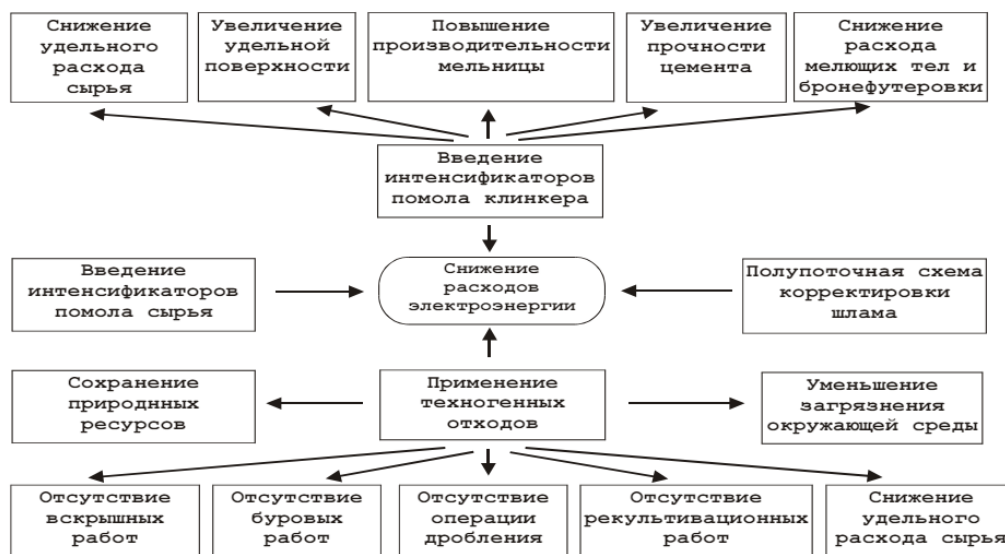 Снижение
удельного
расхода
сырья
Увеличение
удельной
поверхности
Повышение
производительности
мельницы
Увеличение
прочности
цемента
Снижение
расхода
мелющих тел и
бронефутеровки
Введение
интенсификаторов
помола клинкера
Введение
интенсификаторов
помола сырья
Снижение
расходов
электроэнергии
Полупоточная схема
корректировки
шлама
Сохранение
природнных
ресурсов
Применение
техногенных
отходов
Уменьшение
загрязнения
окружающей среды
Отсутствие
вскрышных
работ
Отсутствие
буровых
работ
Отсутствие
операции
дробления
Отсутствие
рекультивационных
работ
Снижение
удельного
расхода сырья